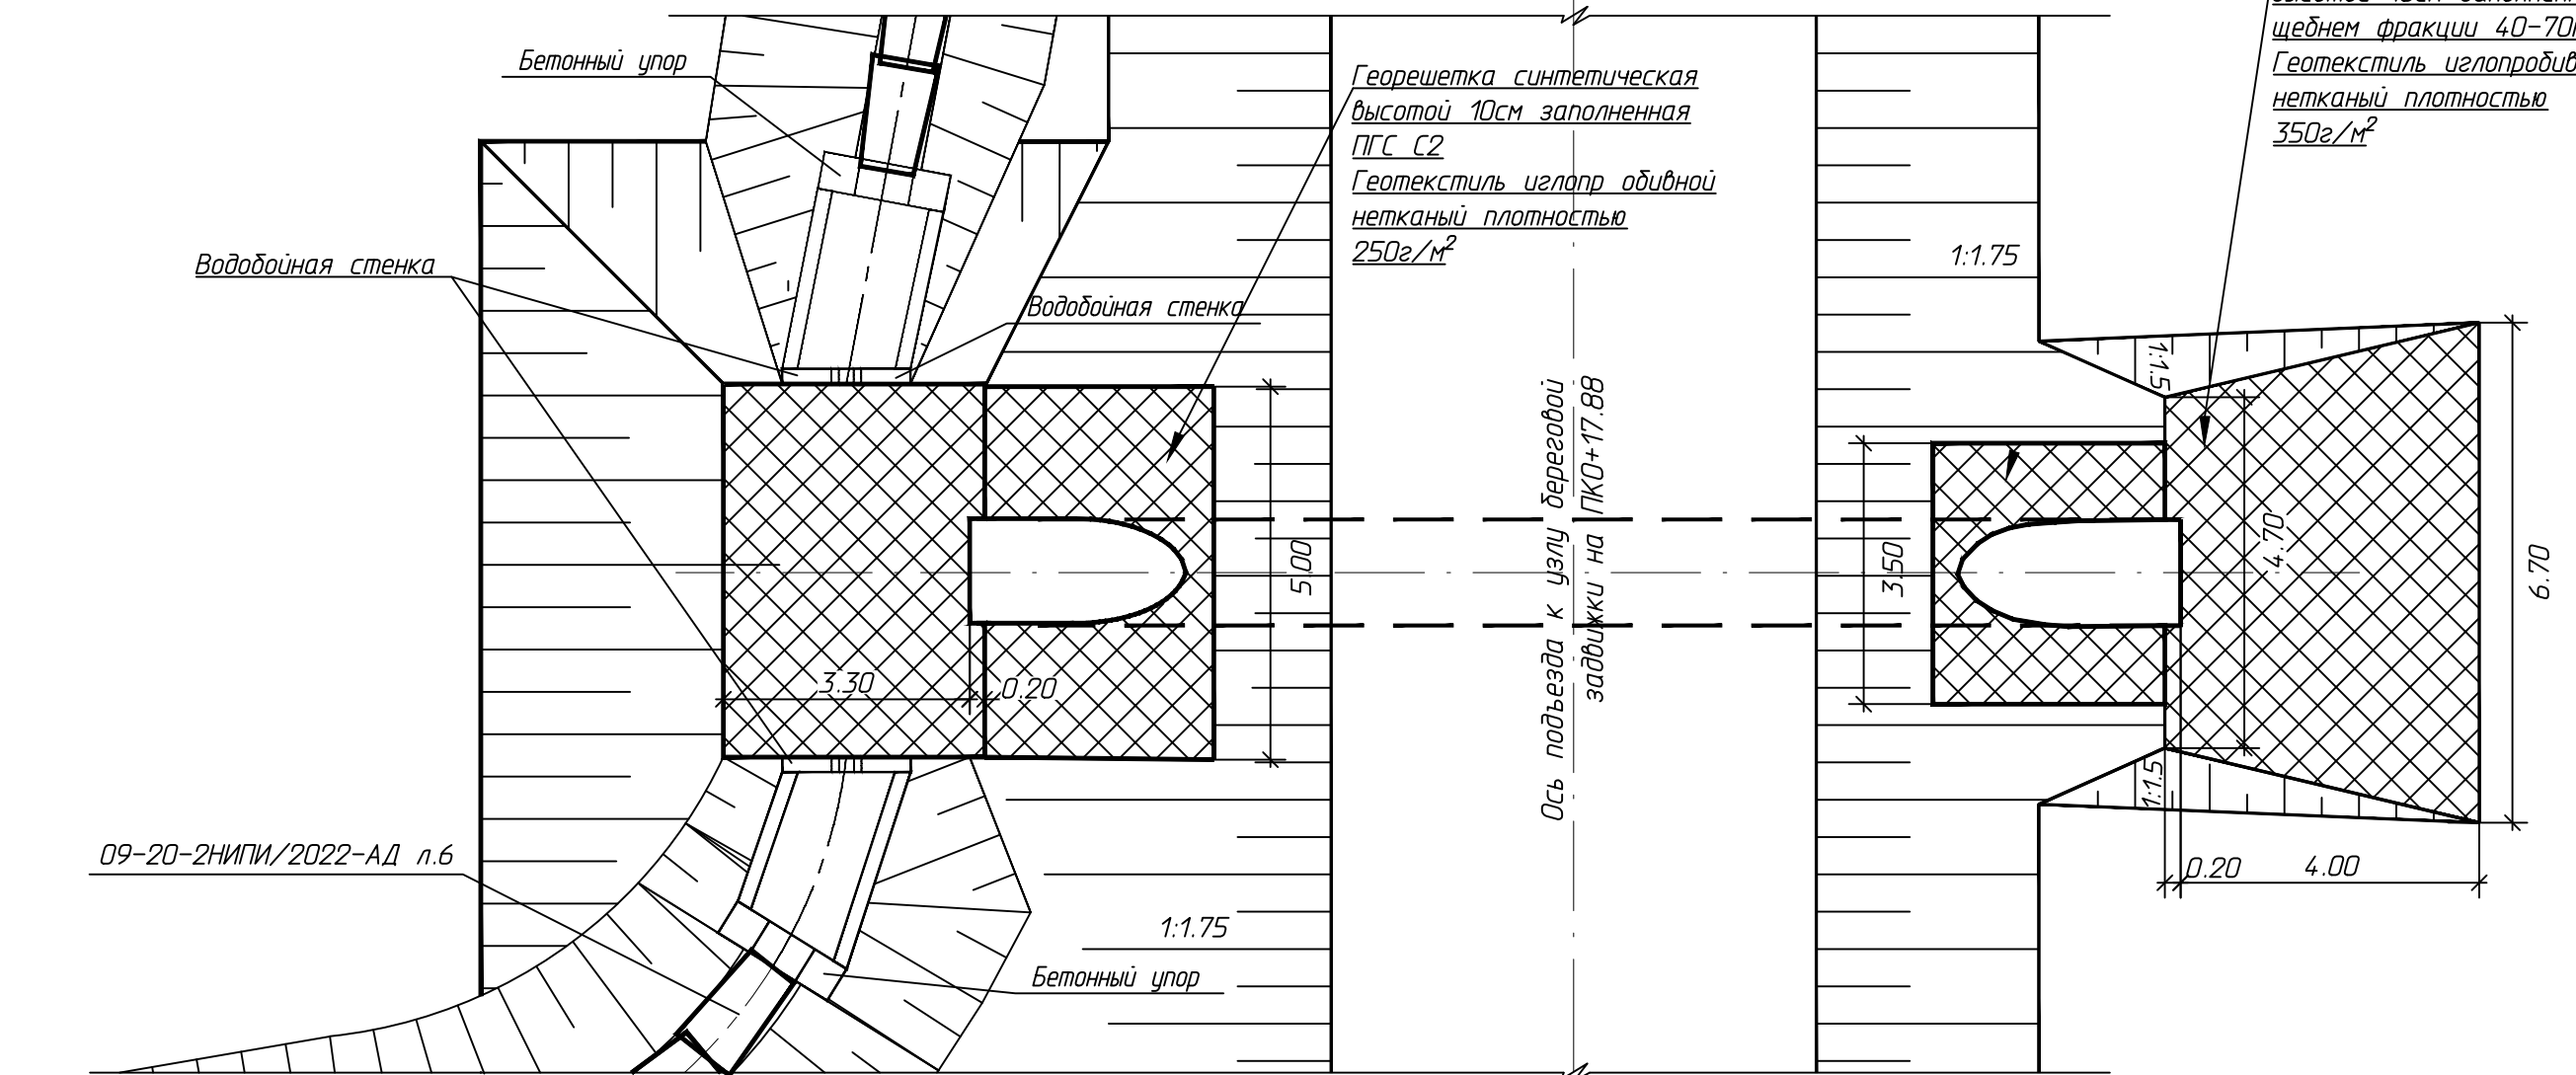 Бетонный упор
Георешетка синтетическая
высотой 10см заполненная
ПГС С2
Геотекстиль иглопр обивной
нетканый плотностью
250г/м²
щебнем фракции 40-70
Геотекстиль иглопробив
нетканый плотностью
350г/м²
Водобойная стенка
Водобойная стенка
1:1.75
1:1.5
Ось подъезда к узлу береговой
задвижки на ПК0+17.88
5.00
3.50
4.70
6.70
3.30
0.20
1:1.5
0.20
4.00
09-20-2НИПИ/2022-АД л.6
1:1.75
Бетонный упор